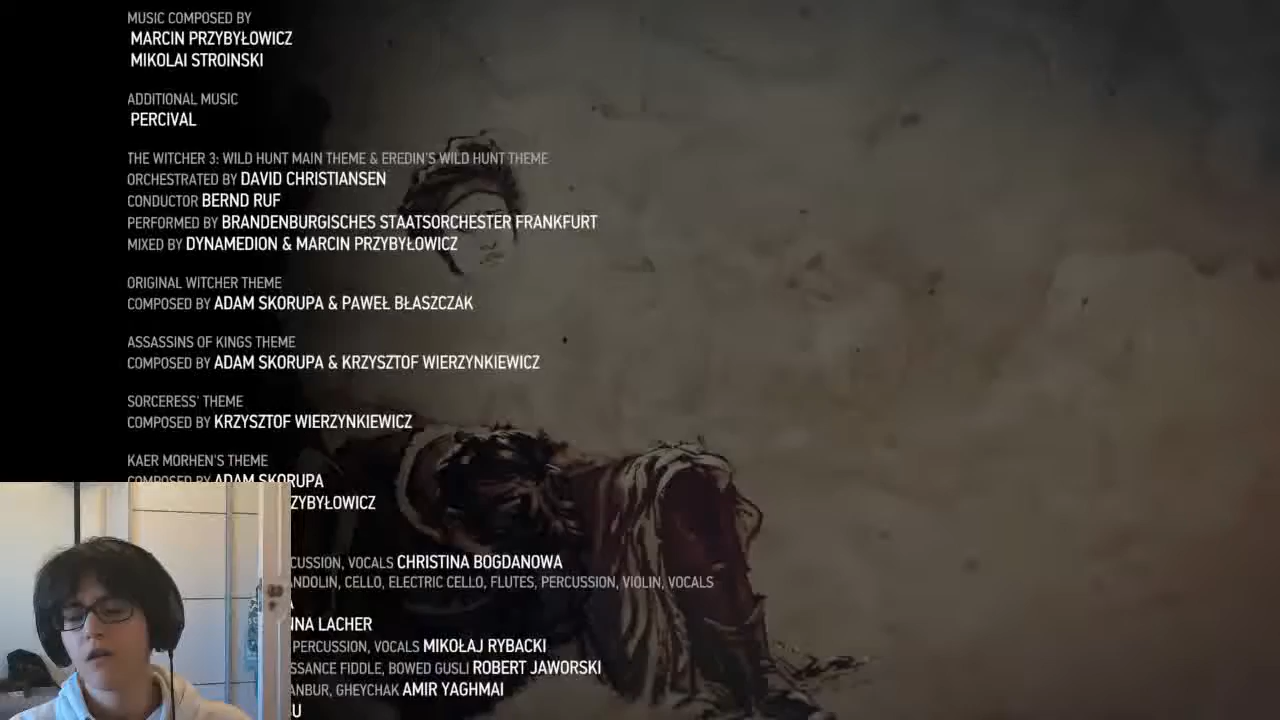 MUSIC COMPOSED BY
MARCIN PRZYBYŁOWICZ
MIKOLAI STROINSKI
ADDITIONAL MUSIC
PERCIVAL
THE WITCHER 3: WILD HUNT MAIN THEME & EREDIN'S WILD HUNT THEME
ORCHESTRATED BY DAVID CHRISTIANSEN
CONDUCTOR BERND RUF
PERFORMED BY BRANDENBURGISCHES STAATSORCHESTER FRANKFURT
MIXED BY DYNAMEDION & MARCIN PRZYBYŁOWICZ
ORIGINAL WITCHER THEME
COMPOSED BY ADAM SKORUPA & PAWEŁ BŁASZCZAK
ASSASSINS OF KINGS THEME
COMPOSED BY ADAM SKORUPA & KRZYSZTOF WIERZYNKIEWICZ
SORCERESS' THEME
COMPOSED BY KRZYSZTOF WIERZYNKIEWICZ
KAER MORHEN'S THEME
COMPOSED BY ADAM SKORUPA
ZYBYŁOWICZ
CUSSION, VOCALS CHRISTINA BOGDANOWA
ANDOLIN, CELLO, ELECTRIC CELLO, FLUTES, PERCUSSION, VIOLIN, VOCALS
A
NNA LACHER
PERCUSSION, VOCALS MIKOŁAJ RYBACKI
SSANCE FIDDLE, BOWED GUSLI ROBERT JAWORSKI
ANBUR, GHEYCHAK AMIR YAGHMAI
U